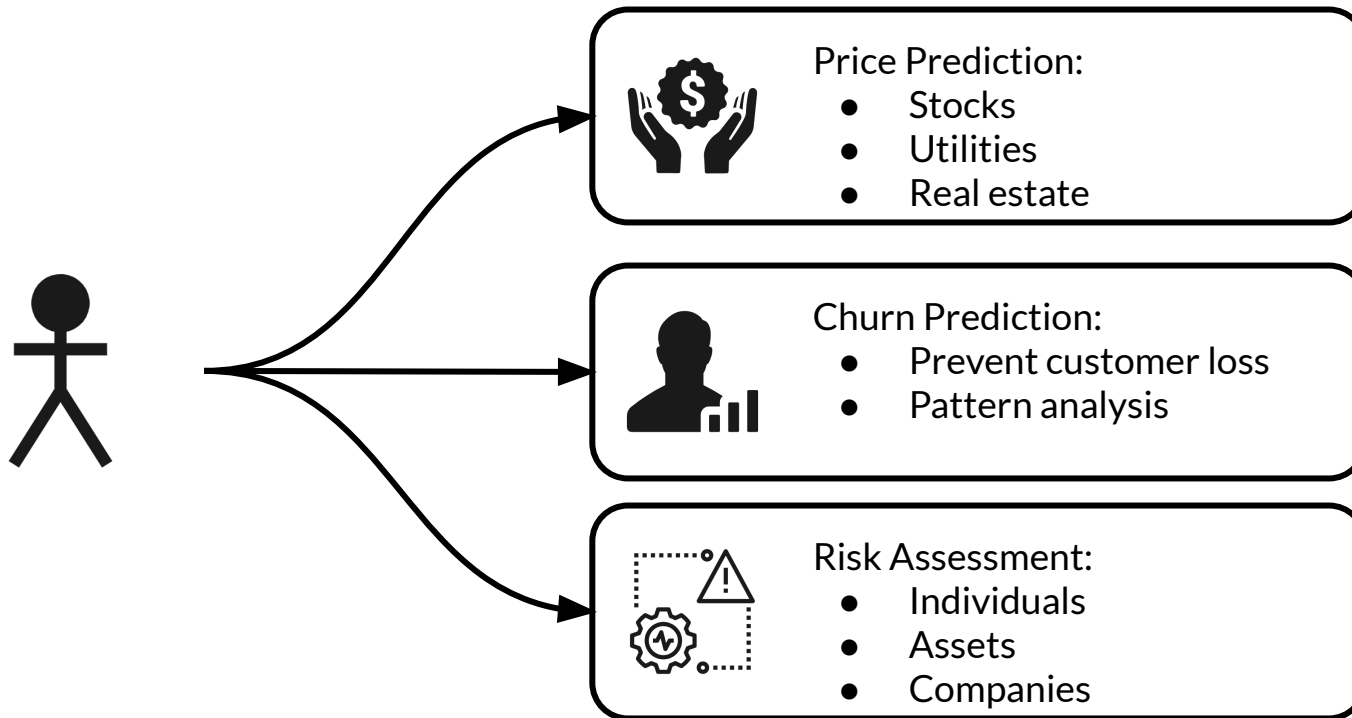 Price Prediction:
● Stocks
● Utilities
● Real estate
Churn Prediction:
● Prevent customer loss
● Pattern analysis
Risk Assessment:
● Individuals
● Assets
● Companies